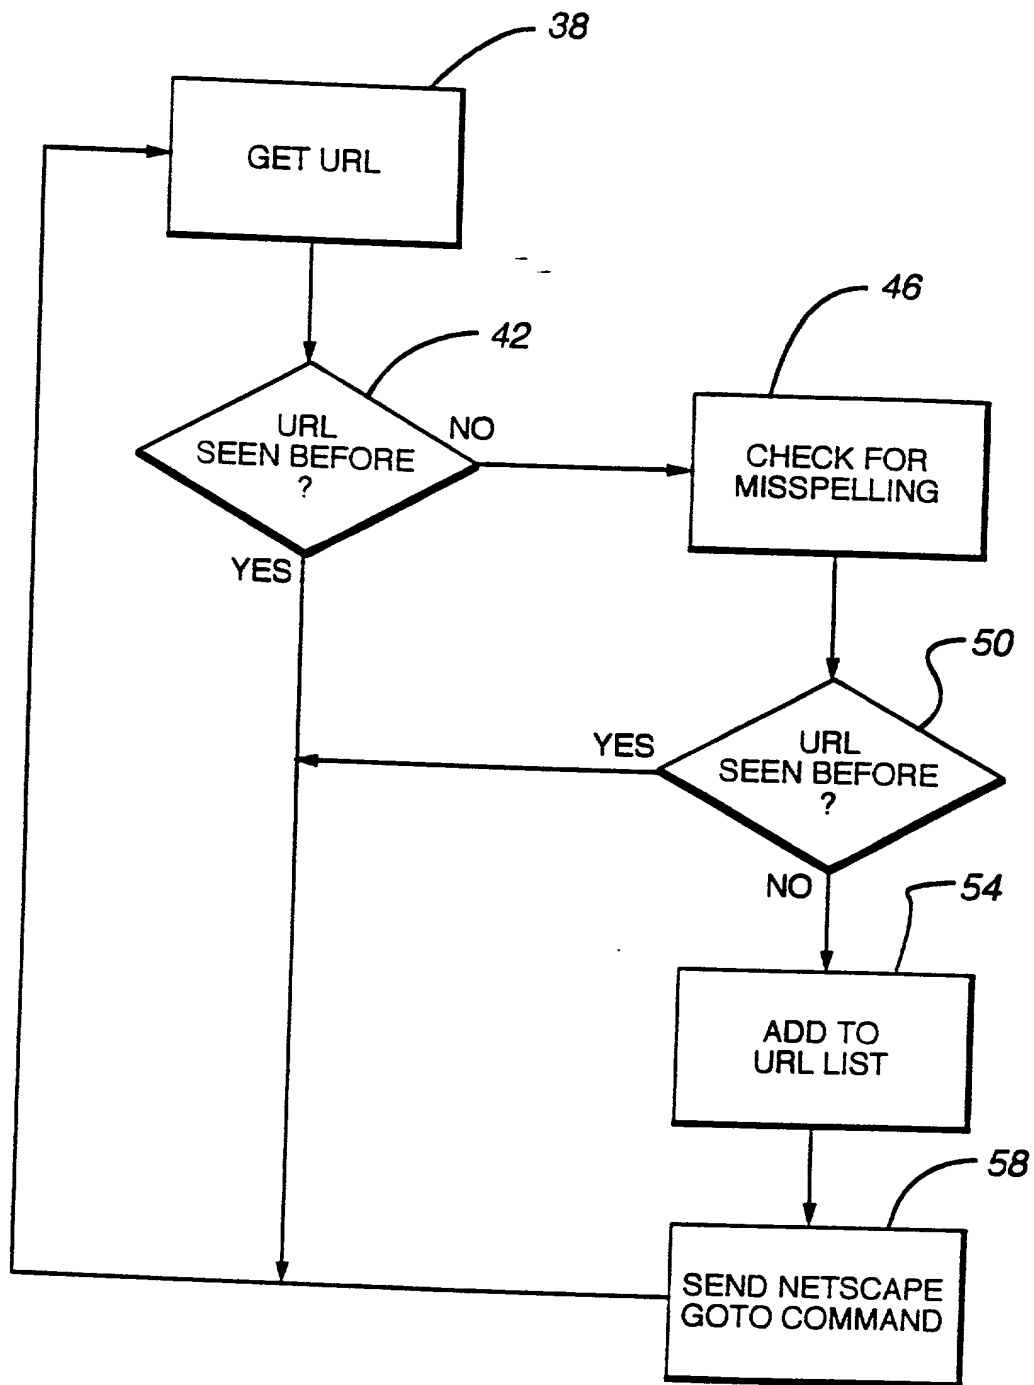 38
GET URL
42
URL
SEEN BEFORE
?
NO
YES
46
CHECK FOR
MISSPELLING
50
URL
SEEN BEFORE
?
YES
NO
54
ADD TO
URL LIST
58
SEND NETSCAPE
GOTO COMMAND